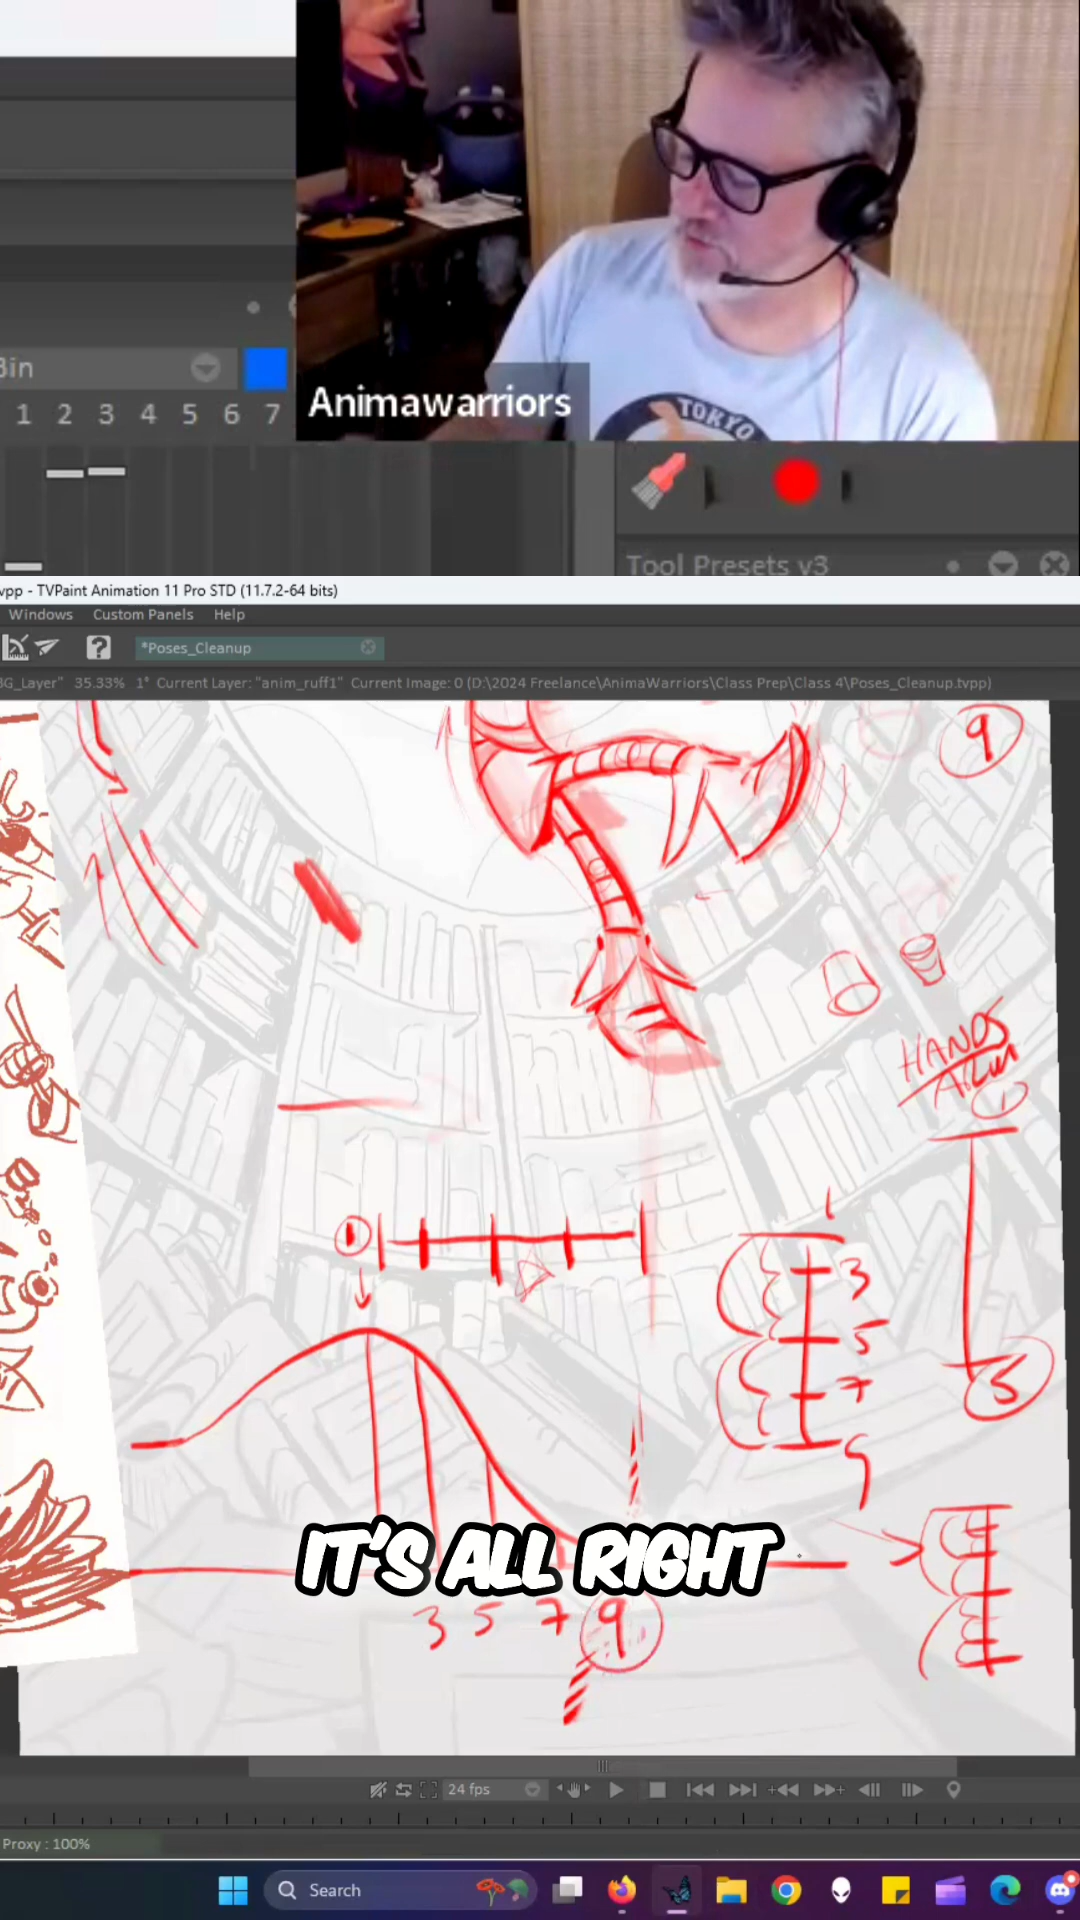 Bin
1 2 3 4 5 6 7
Animawarriors
TOKYO
Tool Presets v3
vpp - TVPaint Animation 11 Pro STD (11.7.2-64 bits)
Windows Custom Panels Help
*Poses_Cleanup
BG_Layer" 35.33% 1" Current Layer: "anim_ruff1" Current Image: 0 (D:\2024 Freelance\AnimaWarriors\Class Prep\Class 4\Poses_Cleanup.tvpp)
9
HANDS
1
1
1
3
5
7
9
3
IT'S ALL RIGHT
3 5 7 9
24 fps
Proxy : 100%
Search